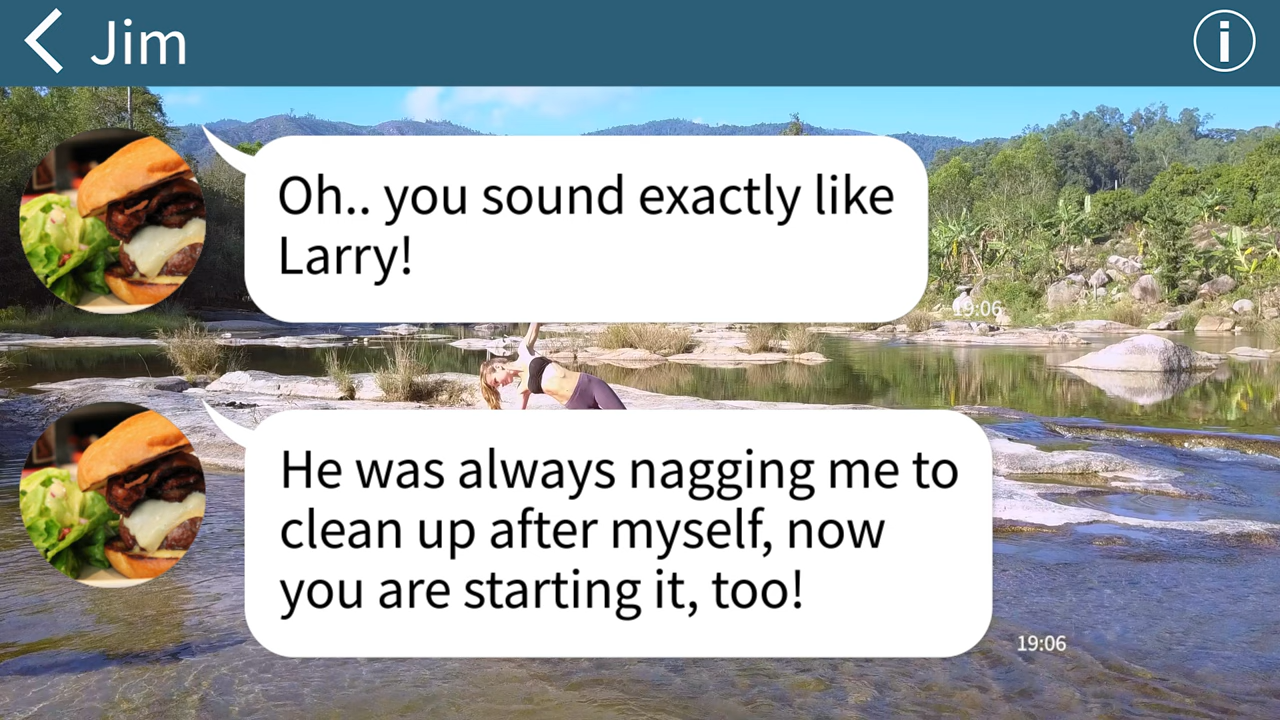 Jim
Oh.. you sound exactly like
Larry!
19:06
He was always nagging me to
clean up after myself, now
you are starting it, too!
19:06